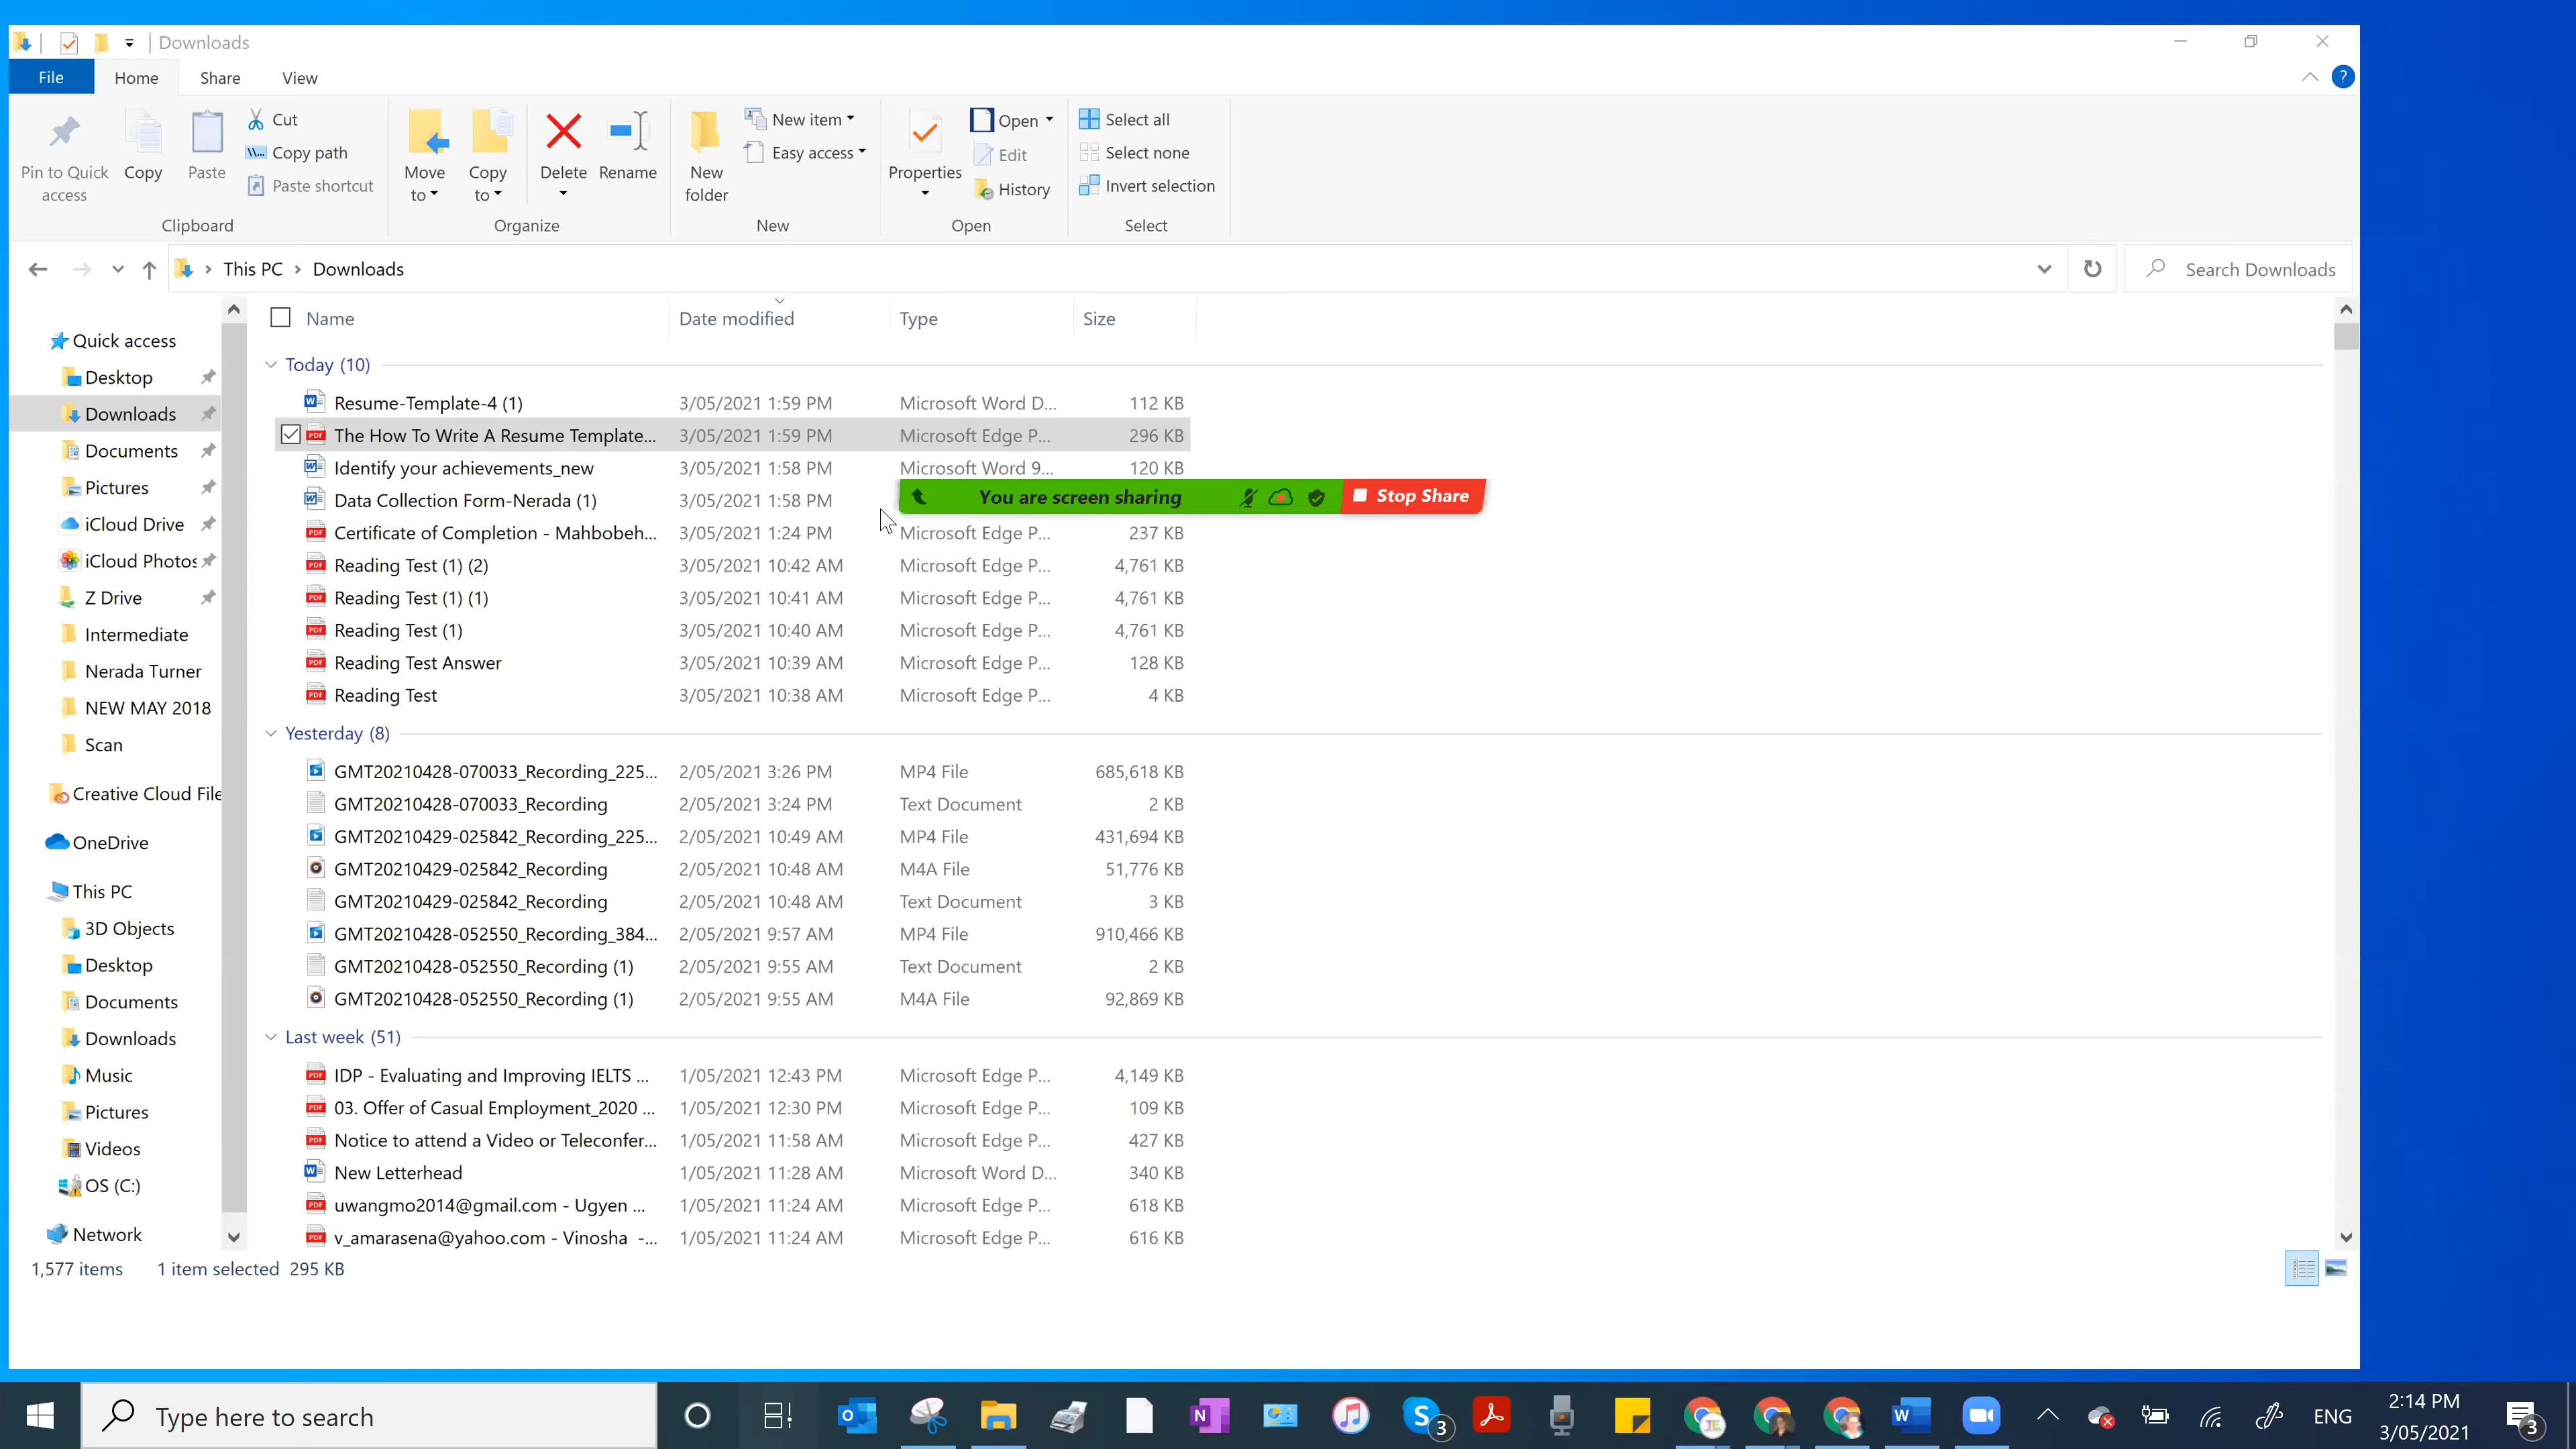 Downloads
File Home Share View
Pin to Quick access
Copy
Paste
Cut
Copy path
Paste shortcut
Clipboard
Move to
Copy to
Delete
Rename
Organize
New folder
New item
Easy access
New
Properties
Open
Edit
History
Open
Select all
Select none
Invert selection
Select
This PC > Downloads
Search Downloads
Quick access
Desktop
Downloads
Documents
Pictures
iCloud Drive
iCloud Photos
Z Drive
Intermediate
Nerada Turner
NEW MAY 2018
Scan
Creative Cloud File
OneDrive
This PC
3D Objects
Desktop
Documents
Downloads
Music
Pictures
Videos
OS (C:)
Network
Name Date modified Type Size
Today (10)
Resume-Template-4 (1) 3/05/2021 1:59 PM Microsoft Word D... 112 KB
The How To Write A Resume Template... 3/05/2021 1:59 PM Microsoft Edge P... 296 KB
Identify your achievements_new 3/05/2021 1:58 PM Microsoft Word 9... 120 KB
Data Collection Form-Nerada (1) 3/05/2021 1:58 PM
You are screen sharing Stop Share
Certificate of Completion - Mahbobeh... 3/05/2021 1:24 PM Microsoft Edge P... 237 KB
Reading Test (1) (2) 3/05/2021 10:42 AM Microsoft Edge P... 4,761 KB
Reading Test (1) (1) 3/05/2021 10:41 AM Microsoft Edge P... 4,761 KB
Reading Test (1) 3/05/2021 10:40 AM Microsoft Edge P... 4,761 KB
Reading Test Answer 3/05/2021 10:39 AM Microsoft Edge P... 128 KB
Reading Test 3/05/2021 10:38 AM Microsoft Edge P... 4 KB
Yesterday (8)
GMT20210428-070033_Recording_225... 2/05/2021 3:26 PM MP4 File 685,618 KB
GMT20210428-070033_Recording 2/05/2021 3:24 PM Text Document 2 KB
GMT20210429-025842_Recording_225... 2/05/2021 10:49 AM MP4 File 431,694 KB
GMT20210429-025842_Recording 2/05/2021 10:48 AM M4A File 51,776 KB
GMT20210429-025842_Recording 2/05/2021 10:48 AM Text Document 3 KB
GMT20210428-052550_Recording_384... 2/05/2021 9:57 AM MP4 File 910,466 KB
GMT20210428-052550_Recording (1) 2/05/2021 9:55 AM Text Document 2 KB
GMT20210428-052550_Recording (1) 2/05/2021 9:55 AM M4A File 92,869 KB
Last week (51)
IDP - Evaluating and Improving IELTS ... 1/05/2021 12:43 PM Microsoft Edge P... 4,149 KB
03. Offer of Casual Employment_2020 ... 1/05/2021 12:30 PM Microsoft Edge P... 109 KB
Notice to attend a Video or Teleconfer... 1/05/2021 11:58 AM Microsoft Edge P... 427 KB
New Letterhead 1/05/2021 11:28 AM Microsoft Word D... 340 KB
uwangmo2014@gmail.com - Ugyen ... 1/05/2021 11:24 AM Microsoft Edge P... 618 KB
v_amarasena@yahoo.com - Vinosha -... 1/05/2021 11:24 AM Microsoft Edge P... 616 KB
1,577 items 1 item selected 295 KB
Type here to search
3
ENG
2:14 PM
3/05/2021
3